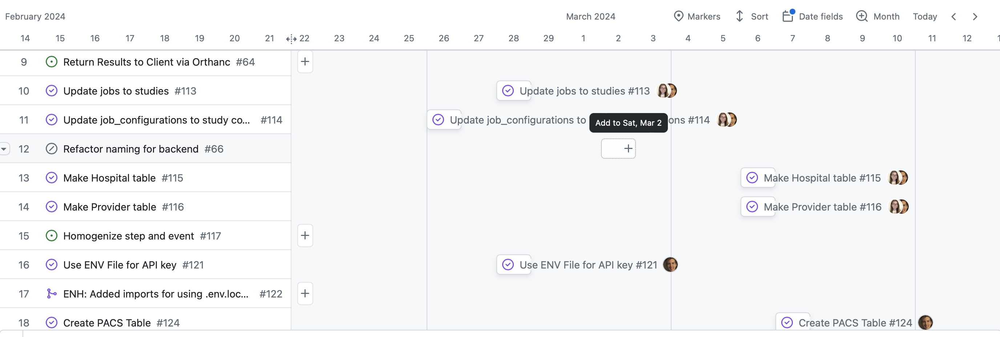 February 2024 March 2024 Markers Sort Date fields Month Today
14 15 16 17 18 19 20 21 22 23 24 25 26 27 28 29 1 2 3 4 5 6 7 8 9 10 11 12
9 Return Results to Client via Orthanc #64
10 Update jobs to studies #113 Update jobs to studies #113
11 Update job_configurations to study co... #114 Update job_configurations to ons #114
Add to Sat, Mar 2
12 Refactor naming for backend #66
13 Make Hospital table #115 Make Hospital table #115
14 Make Provider table #116 Make Provider table #116
15 Homogenize step and event #117
16 Use ENV File for API key #121 Use ENV File for API key #121
17 ENH: Added imports for using .env.loc... #122
18 Create PACS Table #124 Create PACS Table #124